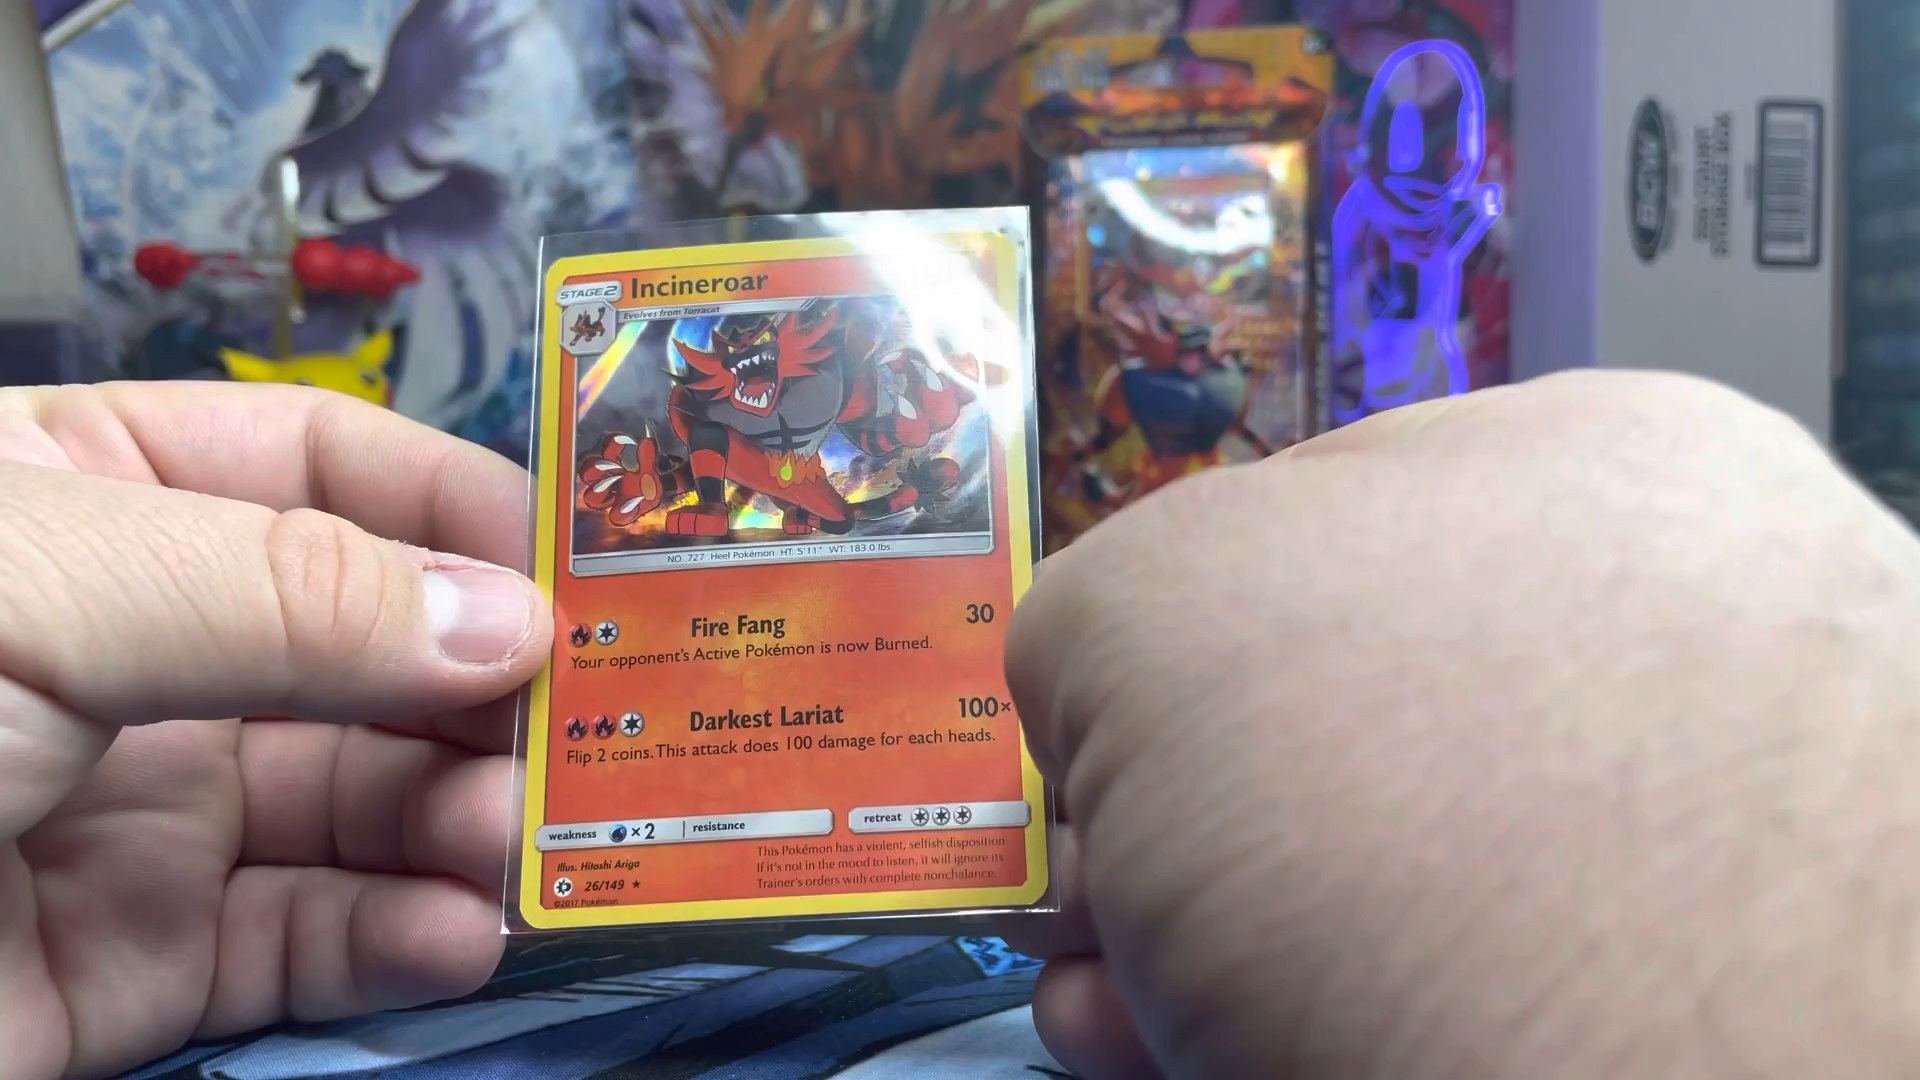 STAGE2 Incineroar
Evolves from Torracat
NO. 727 Heel Pokémon HT: 5'11" WT: 183.0 lbs.
Fire Fang 30
Your opponent's Active Pokémon is now Burned.
Darkest Lariat 100×
Flip 2 coins. This attack does 100 damage for each heads.
weakness ×2 resistance retreat
Illus. Hitoshi Ariga
26/149
©2017 Pokémon
This Pokémon has a violent, selfish disposition.
If it's not in the mood to listen, it will ignore its
Trainer's orders with complete nonchalance.
BCW